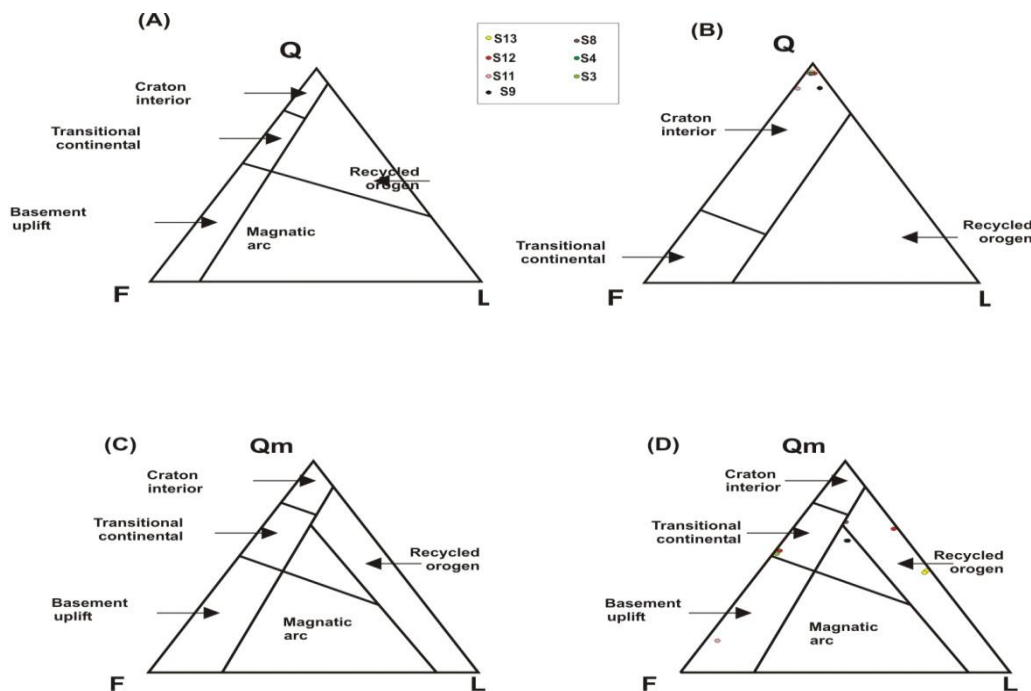 (A)
Q
Craton
interior
Transitional
continental
Recycled
orogen
Basement
uplift
Magnatic
arc
F
L
S13
S8
S12
S4
S11
S3
S9
(B)
Q
Craton
interior
Transitional
continental
Recycled
orogen
F
L
(C)
Qm
Craton
interior
Transitional
continental
Recycled
orogen
Basement
uplift
Magnatic
arc
F
L
(D)
Qm
Craton
interior
Transitional
continental
Recycled
orogen
Basement
uplift
Magnatic
arc
F
L